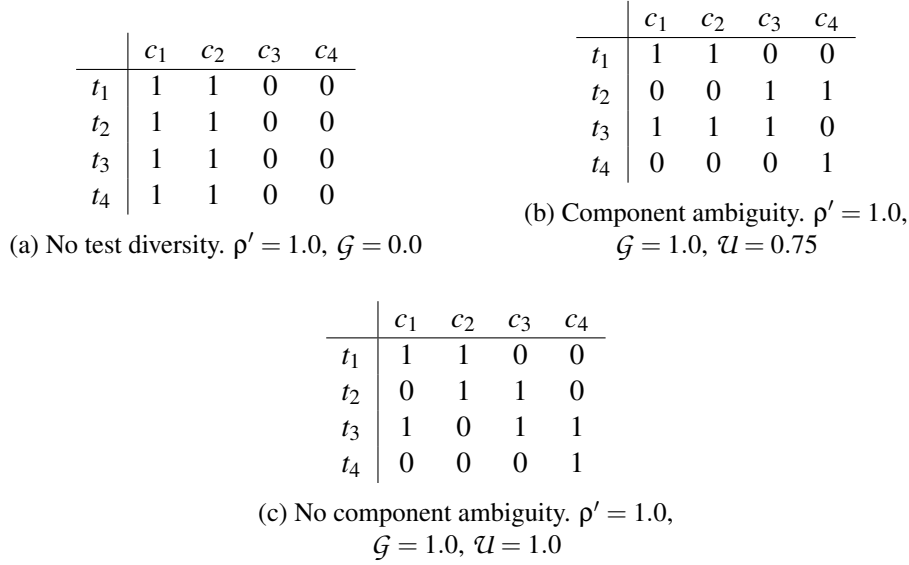 c₁ c₂ c₃ c₄
t₁ 1 1 0 0
t₂ 1 1 0 0
t₃ 1 1 0 0
t₄ 1 1 0 0
(a) No test diversity. ρ′ = 1.0, 𝒢 = 0.0
c₁ c₂ c₃ c₄
t₁ 1 1 0 0
t₂ 0 0 1 1
t₃ 1 1 1 0
t₄ 0 0 0 1
(b) Component ambiguity. ρ′ = 1.0,
𝒢 = 1.0, 𝒰 = 0.75
c₁ c₂ c₃ c₄
t₁ 1 1 0 0
t₂ 0 1 1 0
t₃ 1 0 1 1
t₄ 0 0 0 1
(c) No component ambiguity. ρ′ = 1.0,
𝒢 = 1.0, 𝒰 = 1.0